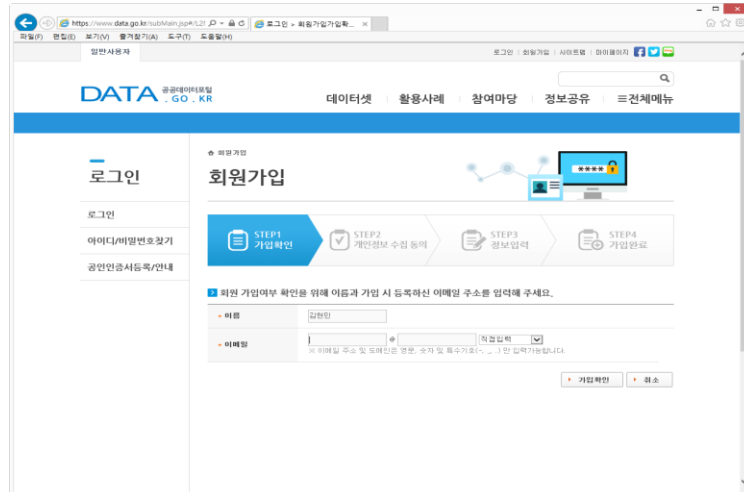 https://www.data.go.kr/subMain.jsp#/L21
로그인 > 회원가입가입확...
파일(F) 편집(E) 보기(V) 즐겨찾기(A) 도구(T) 도움말(H)
일반사용자
로그인 | 회원가입 | 사이트맵 | 마이페이지
DATA 공공데이터포털
.GO.KR
데이터셋 활용사례 참여마당 정보공유 전체메뉴
회원가입
로그인
회원가입
****
로그인
아이디/비밀번호찾기
공인인증서등록/안내
STEP1
가입확인
STEP2
개인정보 수집 동의
STEP3
정보입력
STEP4
가입완료
회원 가입여부 확인을 위해 이름과 가입 시 등록하신 이메일 주소를 입력해 주세요.
이름
김현민
이메일
@
직접입력
※ 이메일 주소 및 도메인은 영문, 숫자 및 특수기호(-, _, .) 만 입력가능합니다.
가입확인
취소